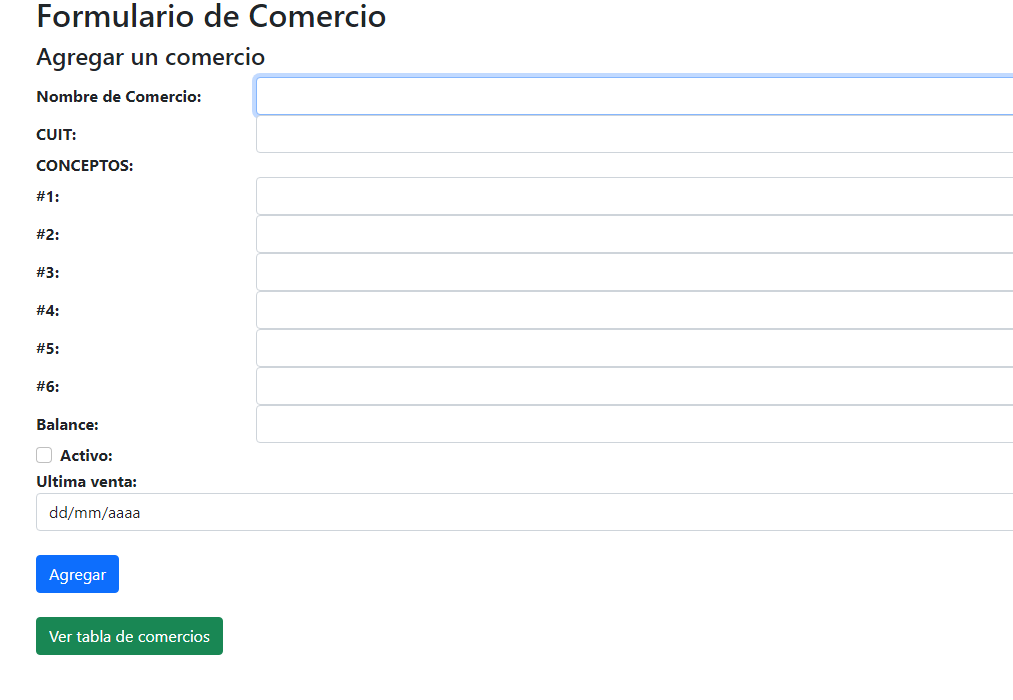 Formulario de Comercio
Agregar un comercio
Nombre de Comercio:
CUIT:
CONCEPTOS:
#1:
#2:
#3:
#4:
#5:
#6:
Balance:
Activo:
Ultima venta:
dd/mm/aaaa
Agregar
Ver tabla de comercios